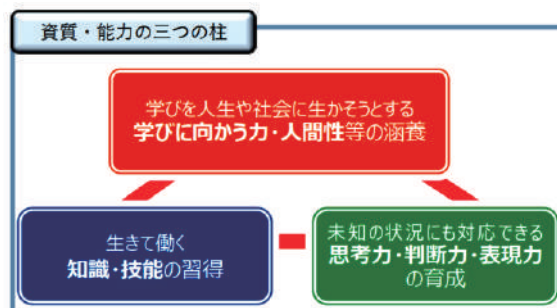 資質・能力の三つの柱
学びを人生や社会に生かそうとする
学びに向かう力・人間性等の涵養
生きて働く
知識・技能の習得
未知の状況にも対応できる
思考力・判断力・表現力
の育成